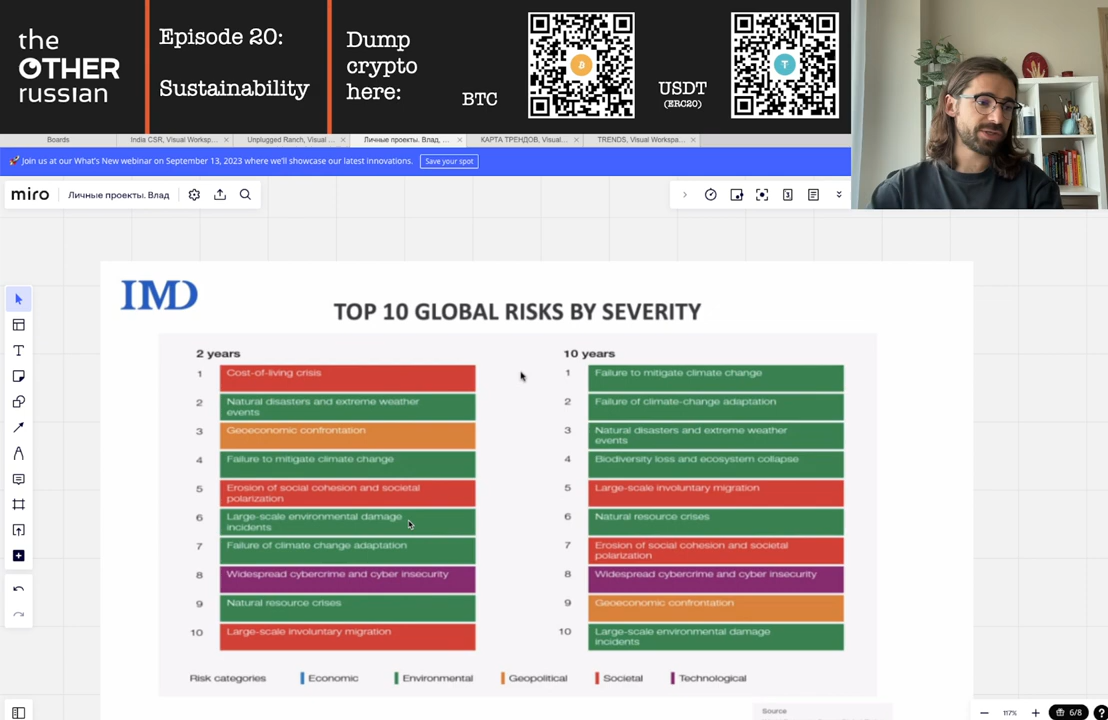 the
OTHER
russian
Episode 20:
Sustainability
Dump
crypto
here:
BTC
USDT
(ERC20)
Boards
India CSR, Visual Worksp...
Unplugged Ranch, Visual ...
Личные проекты. Влад, ...
КАРТА ТРЕНДОВ, Visual...
TRENDS, Visual Workspa...
Join us at our What's New webinar on September 13, 2023 where we'll showcase our latest innovations.
Save your spot
miro
Личные проекты. Влад
3
IMD
TOP 10 GLOBAL RISKS BY SEVERITY
2 years
1 Cost-of-living crisis
2 Natural disasters and extreme weather
events
3 Geoeconomic confrontation
4 Failure to mitigate climate change
5 Erosion of social cohesion and societal
polarization
6 Large-scale environmental damage
incidents
7 Failure of climate change adaptation
8 Widespread cybercrime and cyber insecurity
9 Natural resource crises
10 Large-scale involuntary migration
10 years
1 Failure to mitigate climate change
2 Failure of climate-change adaptation
3 Natural disasters and extreme weather
events
4 Biodiversity loss and ecosystem collapse
5 Large-scale involuntary migration
6 Natural resource crises
7 Erosion of social cohesion and societal
polarization
8 Widespread cybercrime and cyber insecurity
9 Geoeconomic confrontation
10 Large-scale environmental damage
incidents
Risk categories Economic Environmental Geopolitical Societal Technological
Source
117%
6/8